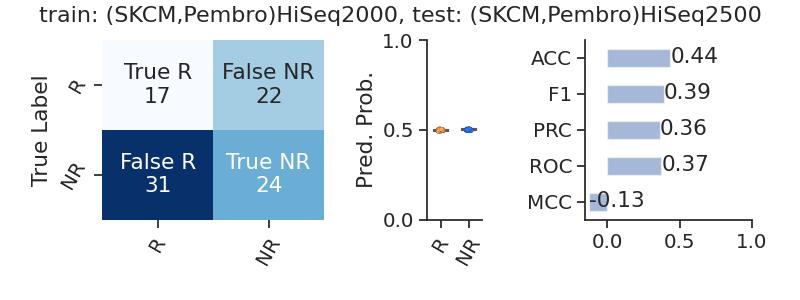 train: (SKCM,Pembro)HiSeq2000, test: (SKCM,Pembro)HiSeq2500
True Label
R
NR
True R
17
False NR
22
False R
31
True NR
24
R
NR
Pred. Prob.
1.0
0.5
0.0
R
NR
ACC
0.44
F1
0.39
PRC
0.36
ROC
0.37
MCC
-0.13
0.0
0.5
1.0